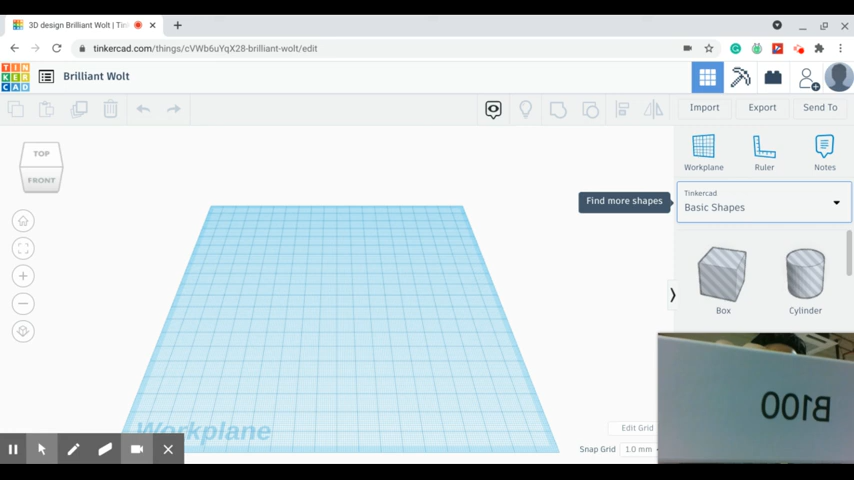 3D design Brilliant Wolt | Tin
tinkercad.com/things/cVWb6uYqX28-brilliant-wolt/edit
TIN
KER
CAD
Brilliant Wolt
Import
Export
Send To
TOP
FRONT
Workplane
Ruler
Notes
Find more shapes
Tinkercad
Basic Shapes
Box
Cylinder
B100
Workplane
Edit Grid
Snap Grid
1.0 mm